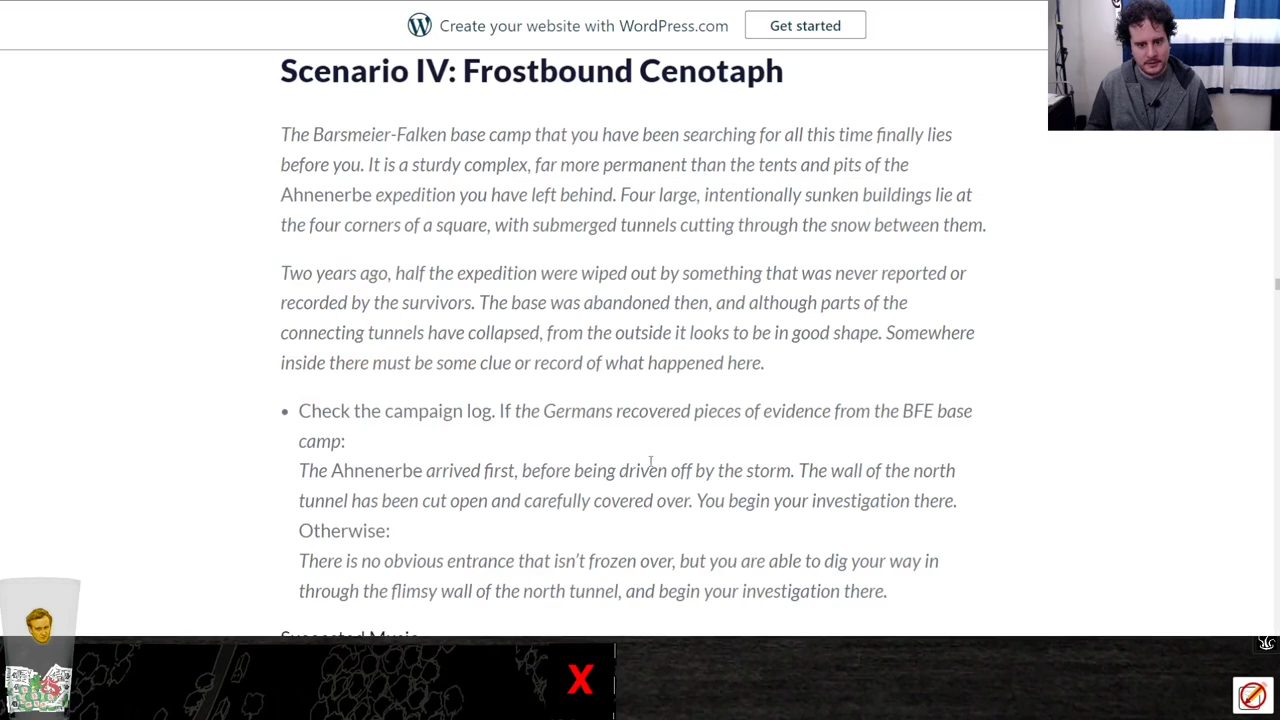 Create your website with WordPress.com
Get started
Scenario IV: Frostbound Cenotaph
The Barsmeier-Falken base camp that you have been searching for all this time finally lies
before you. It is a sturdy complex, far more permanent than the tents and pits of the
Ahnenerbe expedition you have left behind. Four large, intentionally sunken buildings lie at
the four corners of a square, with submerged tunnels cutting through the snow between them.
Two years ago, half the expedition were wiped out by something that was never reported or
recorded by the survivors. The base was abandoned then, and although parts of the
connecting tunnels have collapsed, from the outside it looks to be in good shape. Somewhere
inside there must be some clue or record of what happened here.
• Check the campaign log. If the Germans recovered pieces of evidence from the BFE base
camp:
The Ahnenerbe arrived first, before being driven off by the storm. The wall of the north
tunnel has been cut open and carefully covered over. You begin your investigation there.
Otherwise:
There is no obvious entrance that isn't frozen over, but you are able to dig your way in
through the flimsy wall of the north tunnel, and begin your investigation there.
Suggested Music
X